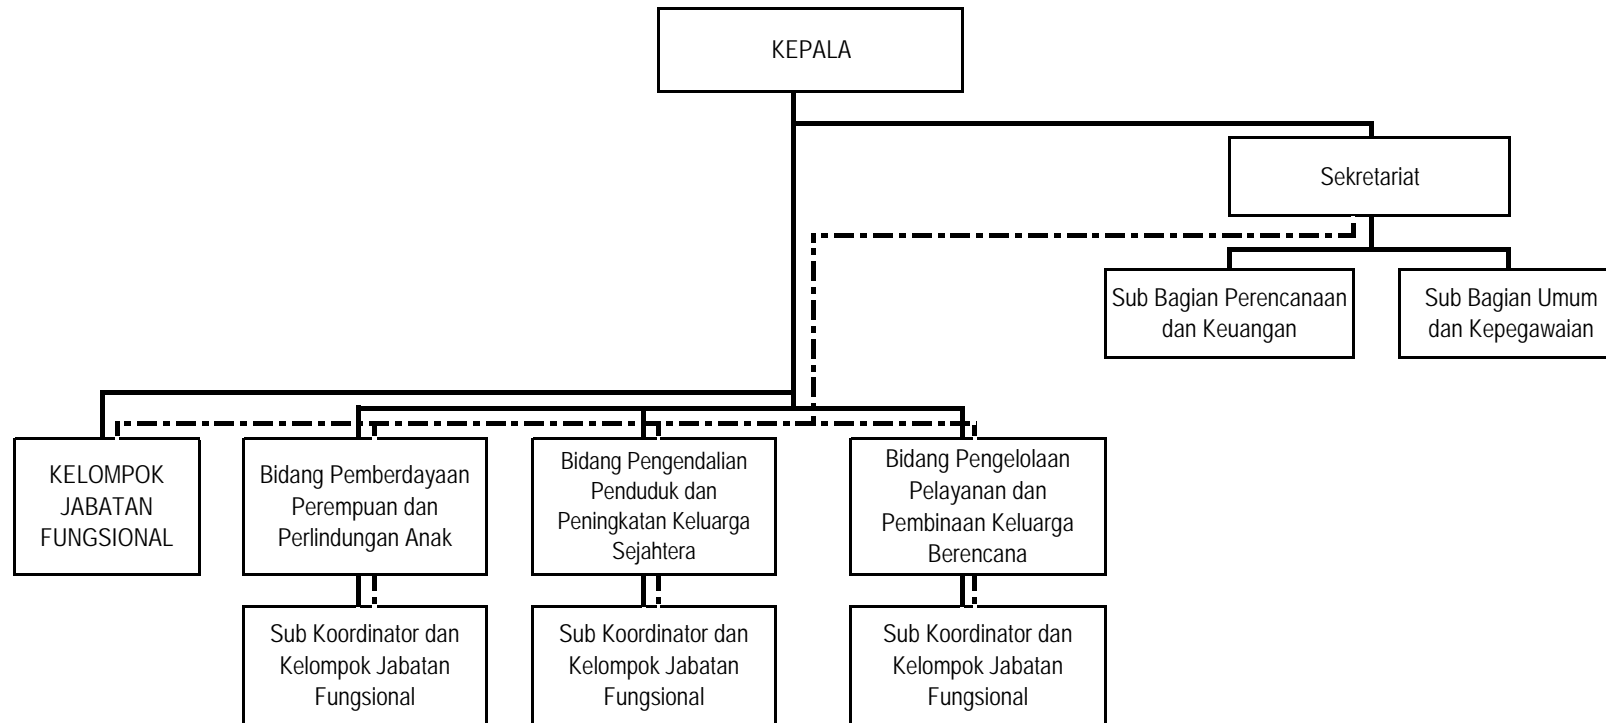 KEPALA
Sekretariat
Sub Bagian Perencanaan
dan Keuangan
Sub Bagian Umum
dan Kepegawaian
KELOMPOK
JABATAN
FUNGSIONAL
Bidang Pemberdayaan
Perempuan dan
Perlindungan Anak
Bidang Pengendalian
Penduduk dan
Peningkatan Keluarga
Sejahtera
Bidang Pengelolaan
Pelayanan dan
Pembinaan Keluarga
Berencana
Sub Koordinator dan
Kelompok Jabatan
Fungsional
Sub Koordinator dan
Kelompok Jabatan
Fungsional
Sub Koordinator dan
Kelompok Jabatan
Fungsional